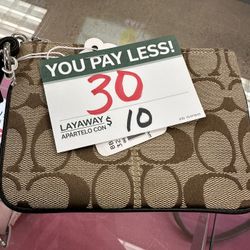 YOU PAY LESS!
30
LAYAWAY
APÁRTELO CON $ 10